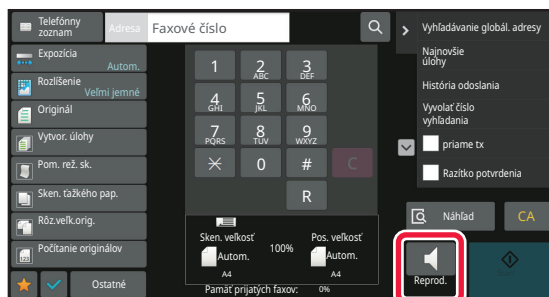 Telefónny
zoznam
Adresa
Faxové číslo
Expozícia
Autom.
Rozlíšenie
Veľmi jemné
Originál
Vytvor. úlohy
Pom. rež. sk.
Sken. ťažkého pap.
Rôz.veľk.orig.
Počítanie originálov
Ostatné
1 2 3
ABC DEF
4 5 6
GHI JKL MNO
7 8 9
PQRS TUV WXYZ
0 # C
R
Sken. veľkosť
Autom.
A4
100%
Pos. veľkosť
Autom.
A4
Pamäť prijatých faxov: 0%
Vyhľadávanie globál. adresy
Najnovšie
úlohy
História odoslania
Vyvolať číslo
vyhľadania
priame tx
Razítko potvrdenia
Náhľad
CA
Reprod.